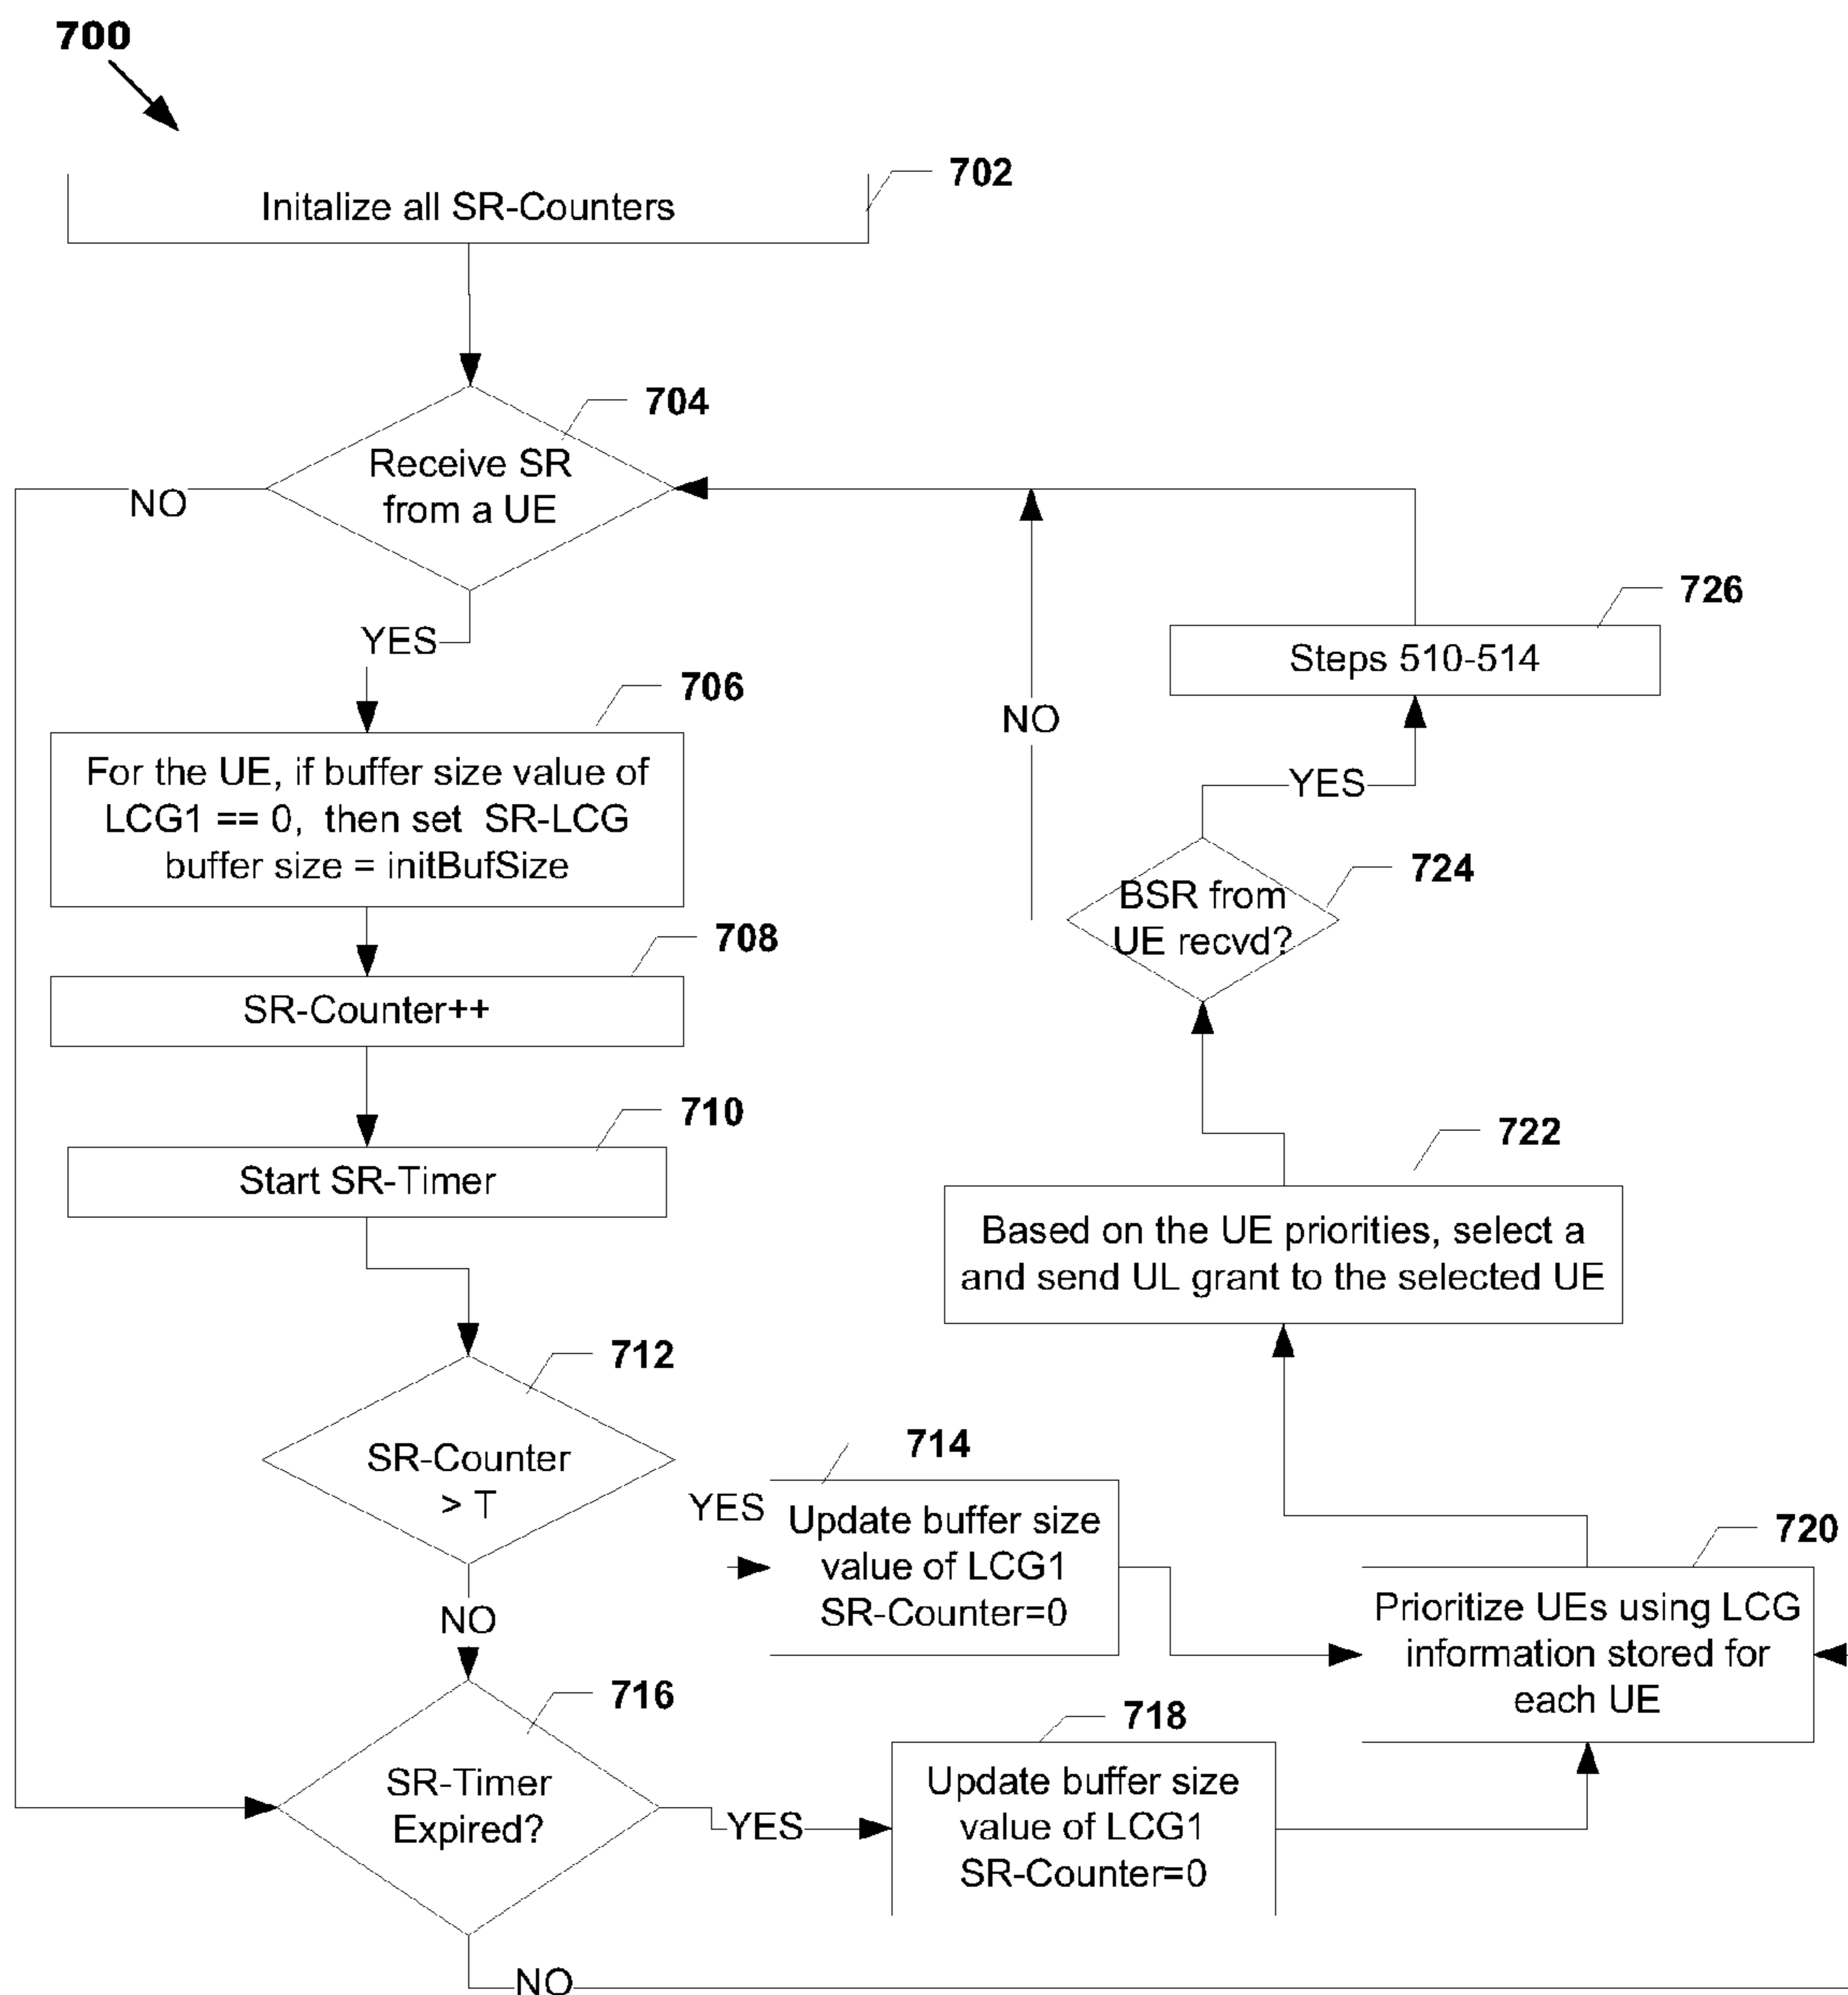 700
Initalize all SR-Counters
702
704
Receive SR
from a UE
NO
YES
706
For the UE, if buffer size value of
LCG1 == 0, then set SR-LCG
buffer size = initBufSize
708
SR-Counter++
710
Start SR-Timer
712
SR-Counter
> T
YES
NO
714
Update buffer size
value of LCG1
SR-Counter=0
716
SR-Timer
Expired?
YES
NO
718
Update buffer size
value of LCG1
SR-Counter=0
720
Prioritize UEs using LCG
information stored for
each UE
722
Based on the UE priorities, select a
and send UL grant to the selected UE
724
BSR from
UE recvd?
NO
YES
726
Steps 510-514